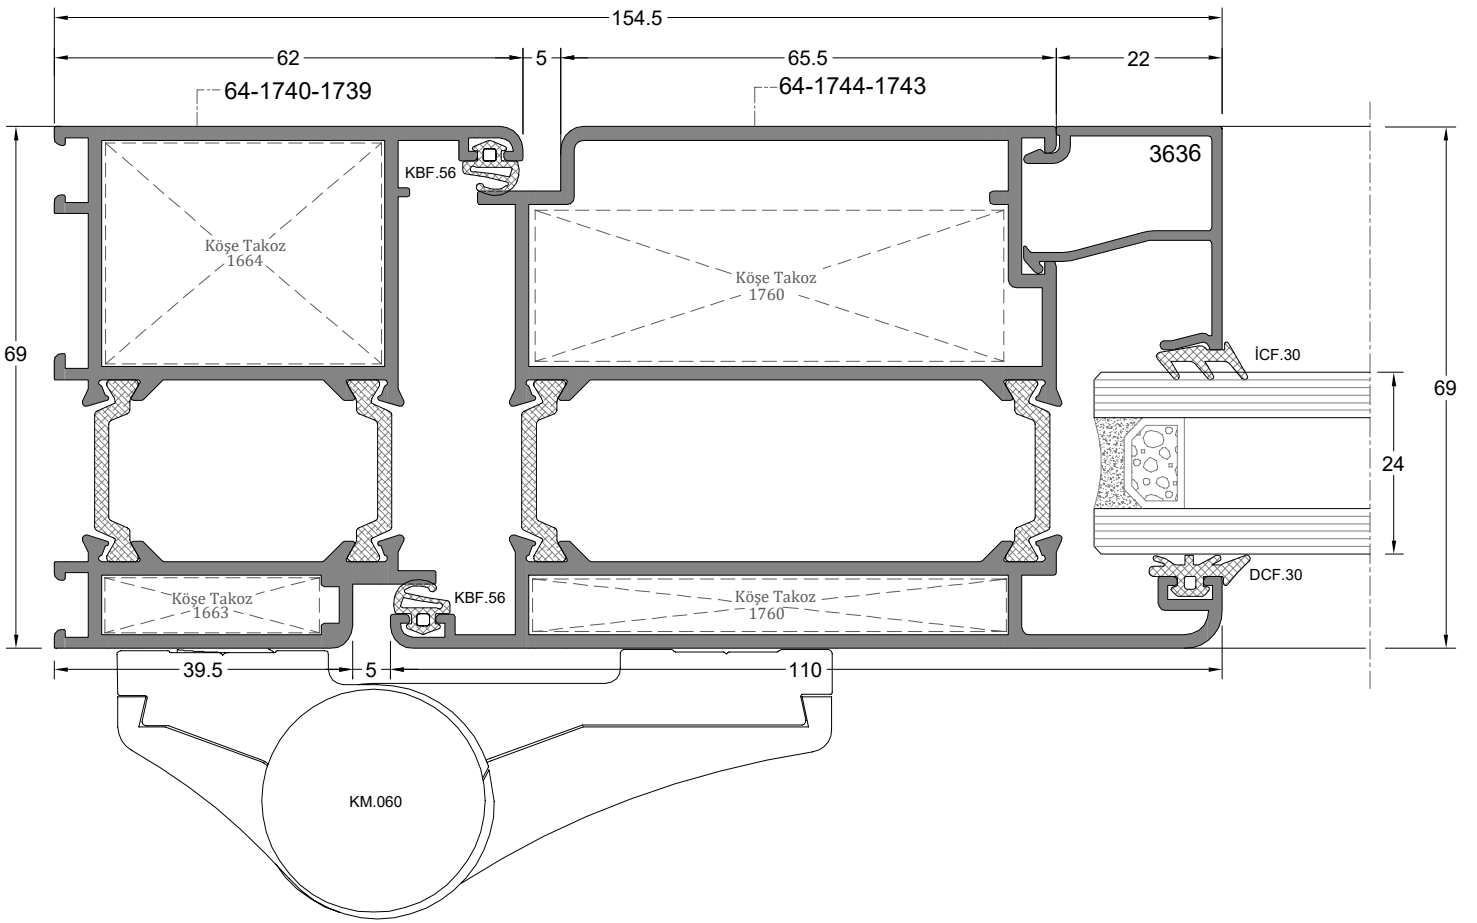 154.5
62
5
65.5
22
64-1740-1739
64-1744-1743
3636
KBF.56
Köşe Takoz
1664
Köşe Takoz
1760
69
İCF.30
69
24
DCF.30
Köşe Takoz
1663
KBF.56
Köşe Takoz
1760
39.5
5
110
KM.060